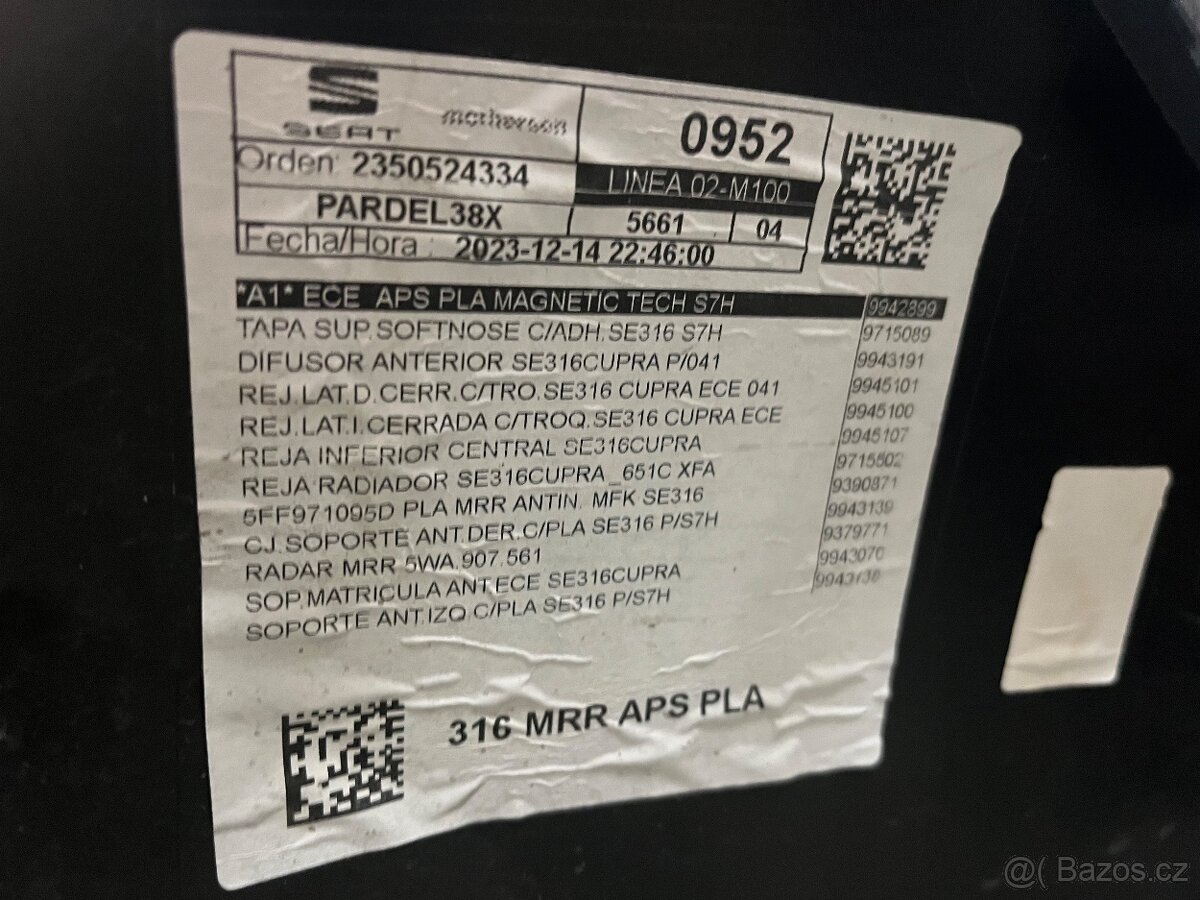 SEAT
motherson
0952
Orden: 2350524334
LINEA 02-M100
PARDEL38X
5661
04
Fecha/Hora : 2023-12-14 22:46:00
*A1* ECE APS PLA MAGNETIC TECH S7H 9942899
TAPA SUP.SOFTNOSE C/ADH.SE316 S7H 9715089
DIFUSOR ANTERIOR SE316CUPRA P/041 9943191
REJ.LAT.D.CERR.C/TRO.SE316 CUPRA ECE 041 9945101
REJ.LAT.I.CERRADA C/TROQ.SE316 CUPRA ECE 9945100
REJA INFERIOR CENTRAL SE316CUPRA 9945107
REJA RADIADOR SE316CUPRA_651C XFA 9715502
5FF971095D PLA MRR ANTIN. MFK SE316 9390871
CJ.SOPORTE ANT.DER.C/PLA SE316 P/S7H 9943139
RADAR MRR 5WA.907.561 9379771
SOP.MATRICULA ANT.ECE SE316CUPRA 9943070
SOPORTE ANT.IZQ C/PLA SE316 P/S7H 9943138
316 MRR APS PLA
@( Bazos.cz